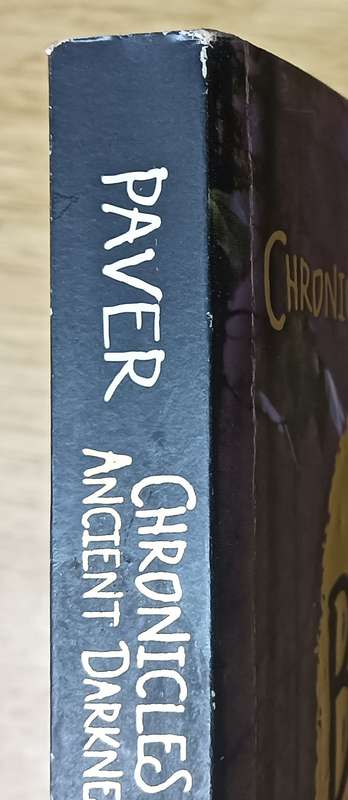 PAVER
CHRONICLES
ANCIENT DARKNE
CHRONIC
B